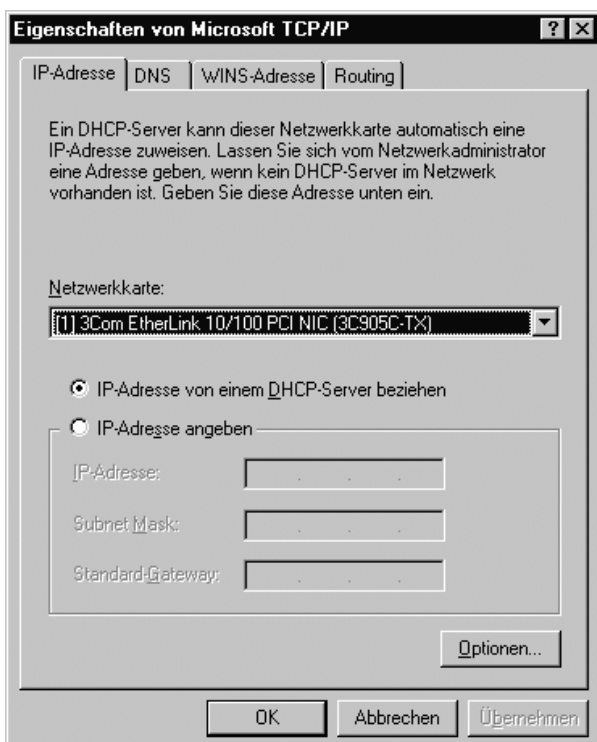 Eigenschaften von Microsoft TCP/IP
IP-Adresse DNS WINS-Adresse Routing
Ein DHCP-Server kann dieser Netzwerkkarte automatisch eine
IP-Adresse zuweisen. Lassen Sie sich vom Netzwerkadministrator
eine Adresse geben, wenn kein DHCP-Server im Netzwerk
vorhanden ist. Geben Sie diese Adresse unten ein.
Netzwerkkarte:
[1] 3Com EtherLink 10/100 PCI NIC (3C905C-TX)
IP-Adresse von einem DHCP-Server beziehen
IP-Adresse angeben
IP-Adresse:
Subnet Mask:
Standard-Gateway:
Optionen...
OK Abbrechen Übernehmen